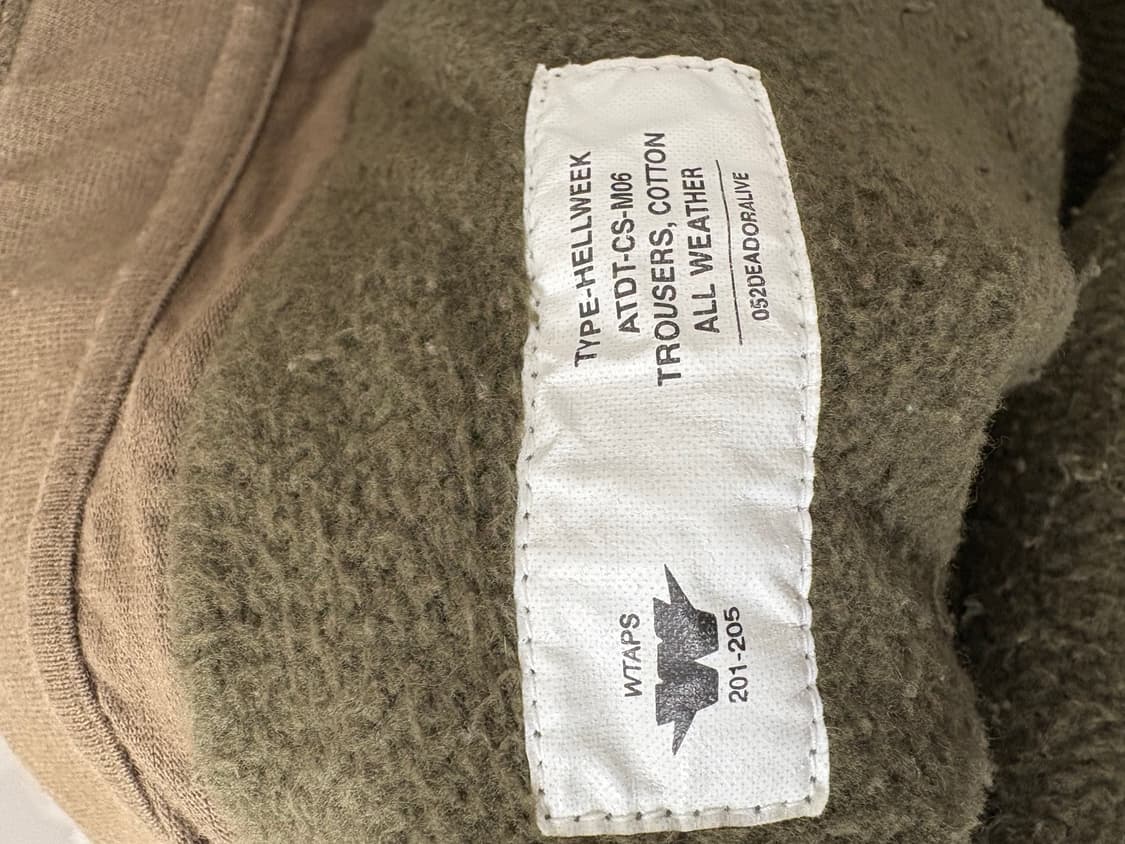 TYPE-HELLWEEK
ATDT-CS-M06
TROUSERS, COTTON
ALL WEATHER
052DEADORALIVE
WTAPS
W
201-205